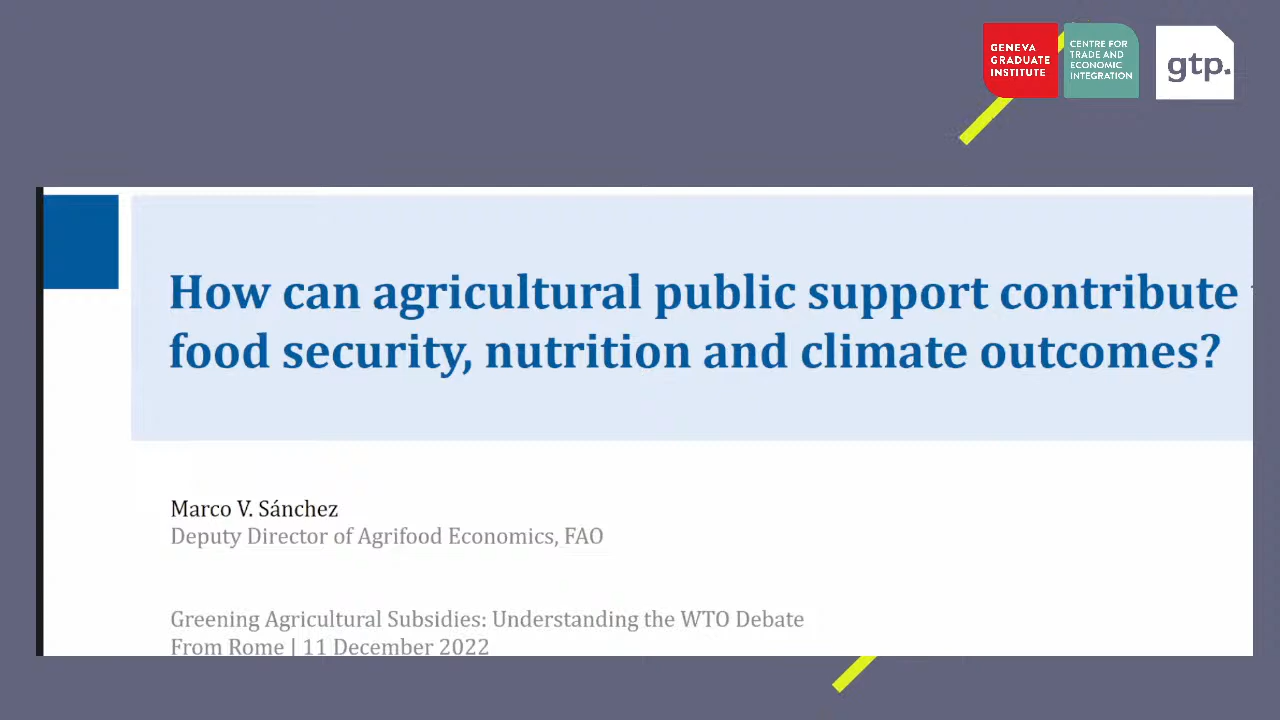 GENEVA
GRADUATE
INSTITUTE
CENTRE FOR
TRADE AND
ECONOMIC
INTEGRATION
gtp.
How can agricultural public support contribute
food security, nutrition and climate outcomes?
Marco V. Sánchez
Deputy Director of Agrifood Economics, FAO
Greening Agricultural Subsidies: Understanding the WTO Debate
From Rome | 11 December 2022